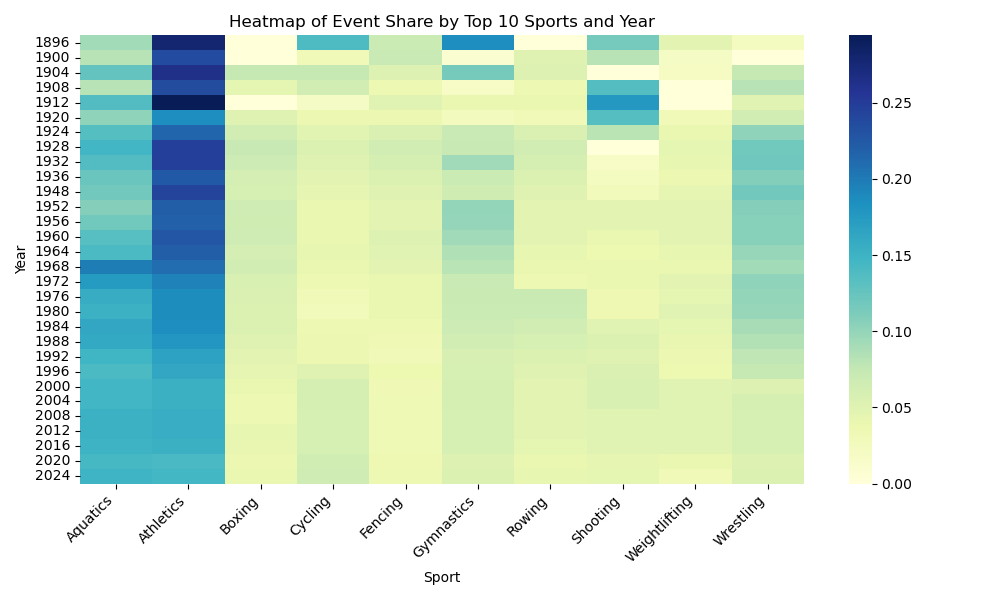 Heatmap of Event Share by Top 10 Sports and Year
Year
1896
1900
1904
1908
1912
1920
1924
1928
1932
1936
1948
1952
1956
1960
1964
1968
1972
1976
1980
1984
1988
1992
1996
2000
2004
2008
2012
2016
2020
2024
Aquatics
Athletics
Boxing
Cycling
Fencing
Gymnastics
Rowing
Shooting
Weightlifting
Wrestling
Sport
0.25
0.20
0.15
0.10
0.05
0.00